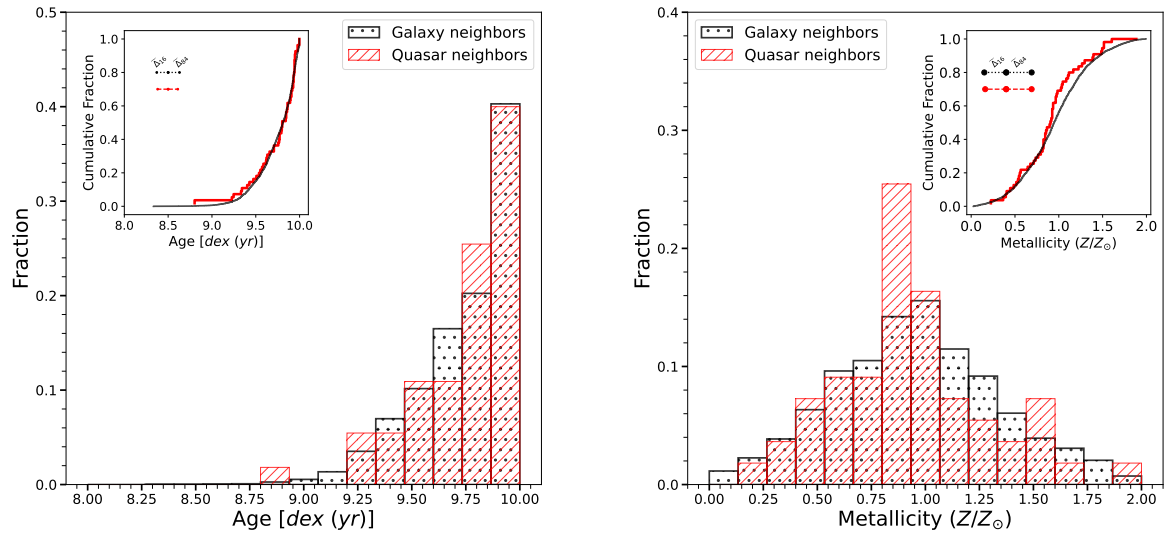 0.5
0.4
0.3
0.2
0.1
0.0
Fraction
8.00 8.25 8.50 8.75 9.00 9.25 9.50 9.75 10.00
Age [dex (yr)]
Galaxy neighbors
Quasar neighbors
1.0
0.8
0.6
0.4
0.2
0.0
Cumulative Fraction
Δ̄₁₆ Δ̄₈₄
8.0 8.5 9.0 9.5 10.0
Age [dex (yr)]
0.4
0.3
0.2
0.1
0.0
Fraction
0.00 0.25 0.50 0.75 1.00 1.25 1.50 1.75 2.00
Metallicity (Z/Z⊙)
Galaxy neighbors
Quasar neighbors
1.0
0.8
0.6
0.4
0.2
0.0
Cumulative Fraction
Δ̄₁₆ Δ̄₈₄
0.0 0.5 1.0 1.5 2.0
Metallicity (Z/Z⊙)